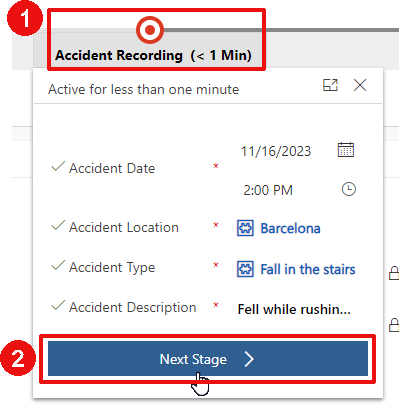 1
Accident Recording (< 1 Min)
Active for less than one minute
11/16/2023
Accident Date *
2:00 PM
Accident Location * Barcelona
Accident Type * Fall in the stairs
Accident Description * Fell while rushin...
2
Next Stage